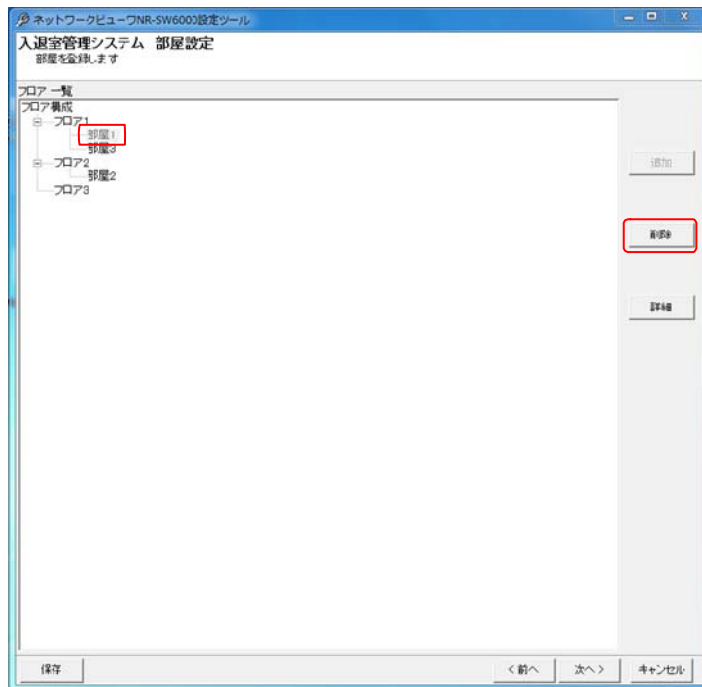 ネットワークビューワNR-SW6000設定ツール
入退室管理システム 部屋設定
部屋を登録します
フロア 一覧
フロア構成
フロア1
部屋1
部屋3
フロア2
部屋2
フロア3
追加
削除
詳細
保存
< 前へ
次へ >
キャンセル